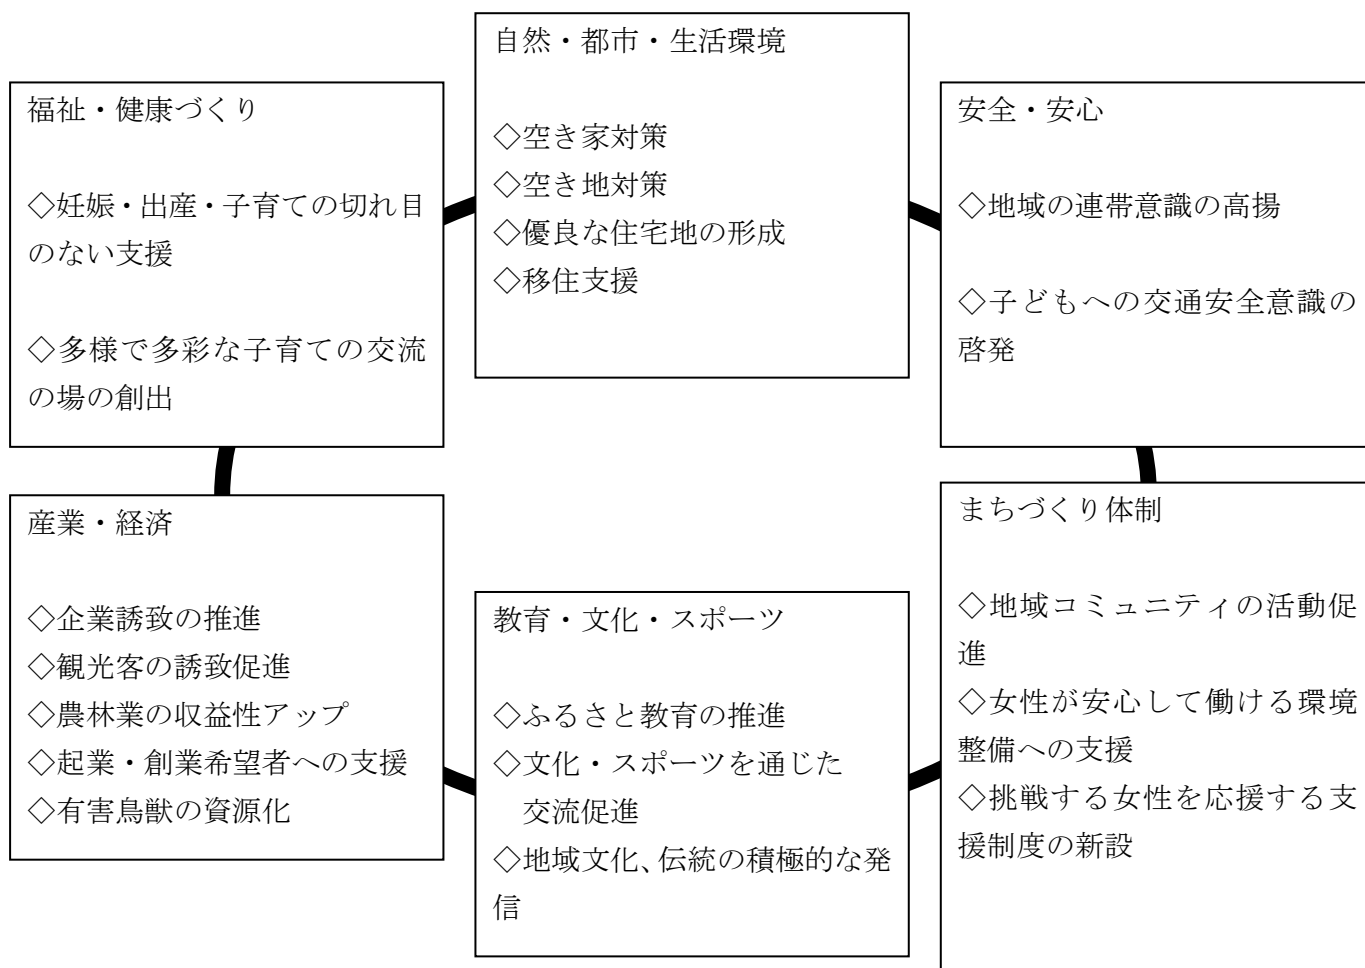 自然・都市・生活環境
◇空き家対策
◇空き地対策
◇優良な住宅地の形成
◇移住支援
福祉・健康づくり
◇妊娠・出産・子育ての切れ目
のない支援
◇多様で多彩な子育ての交流
の場の創出
安全・安心
◇地域の連帯意識の高揚
◇子どもへの交通安全意識の
啓発
産業・経済
◇企業誘致の推進
◇観光客の誘致促進
◇農林業の収益性アップ
◇起業・創業希望者への支援
◇有害鳥獣の資源化
教育・文化・スポーツ
◇ふるさと教育の推進
◇文化・スポーツを通じた
交流促進
◇地域文化、伝統の積極的な発
信
まちづくり体制
◇地域コミュニティの活動促
進
◇女性が安心して働ける環境
整備への支援
◇挑戦する女性を応援する支
援制度の新設